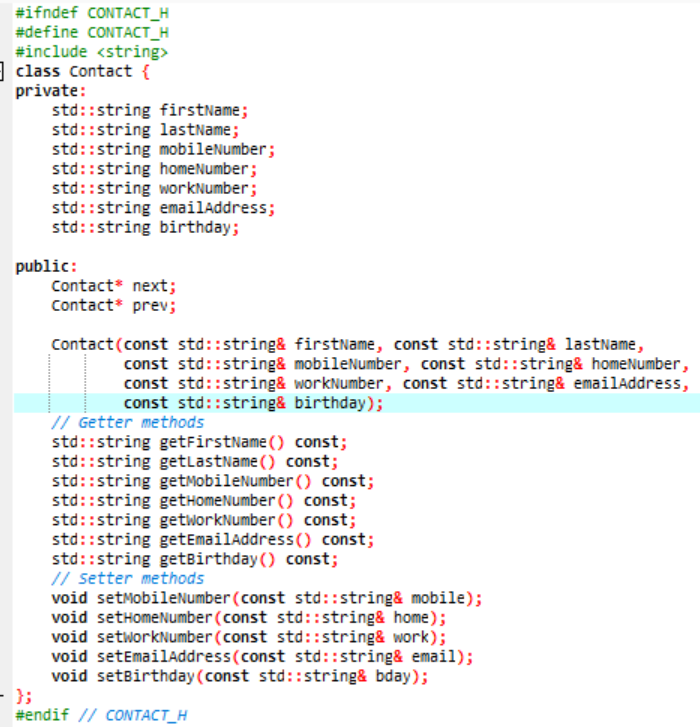 #ifndef CONTACT_H
#define CONTACT_H
#include <string>
class Contact {
private:
    std::string firstName;
    std::string lastName;
    std::string mobileNumber;
    std::string homeNumber;
    std::string workNumber;
    std::string emailAddress;
    std::string birthday;

public:
    Contact* next;
    Contact* prev;

    Contact(const std::string& firstName, const std::string& lastName,
            const std::string& mobileNumber, const std::string& homeNumber,
            const std::string& workNumber, const std::string& emailAddress,
            const std::string& birthday);
    // Getter methods
    std::string getFirstName() const;
    std::string getLastName() const;
    std::string getMobileNumber() const;
    std::string getHomeNumber() const;
    std::string getWorkNumber() const;
    std::string getEmailAddress() const;
    std::string getBirthday() const;
    // Setter methods
    void setMobileNumber(const std::string& mobile);
    void setHomeNumber(const std::string& home);
    void setWorkNumber(const std::string& work);
    void setEmailAddress(const std::string& email);
    void setBirthday(const std::string& bday);
};
#endif // CONTACT_H